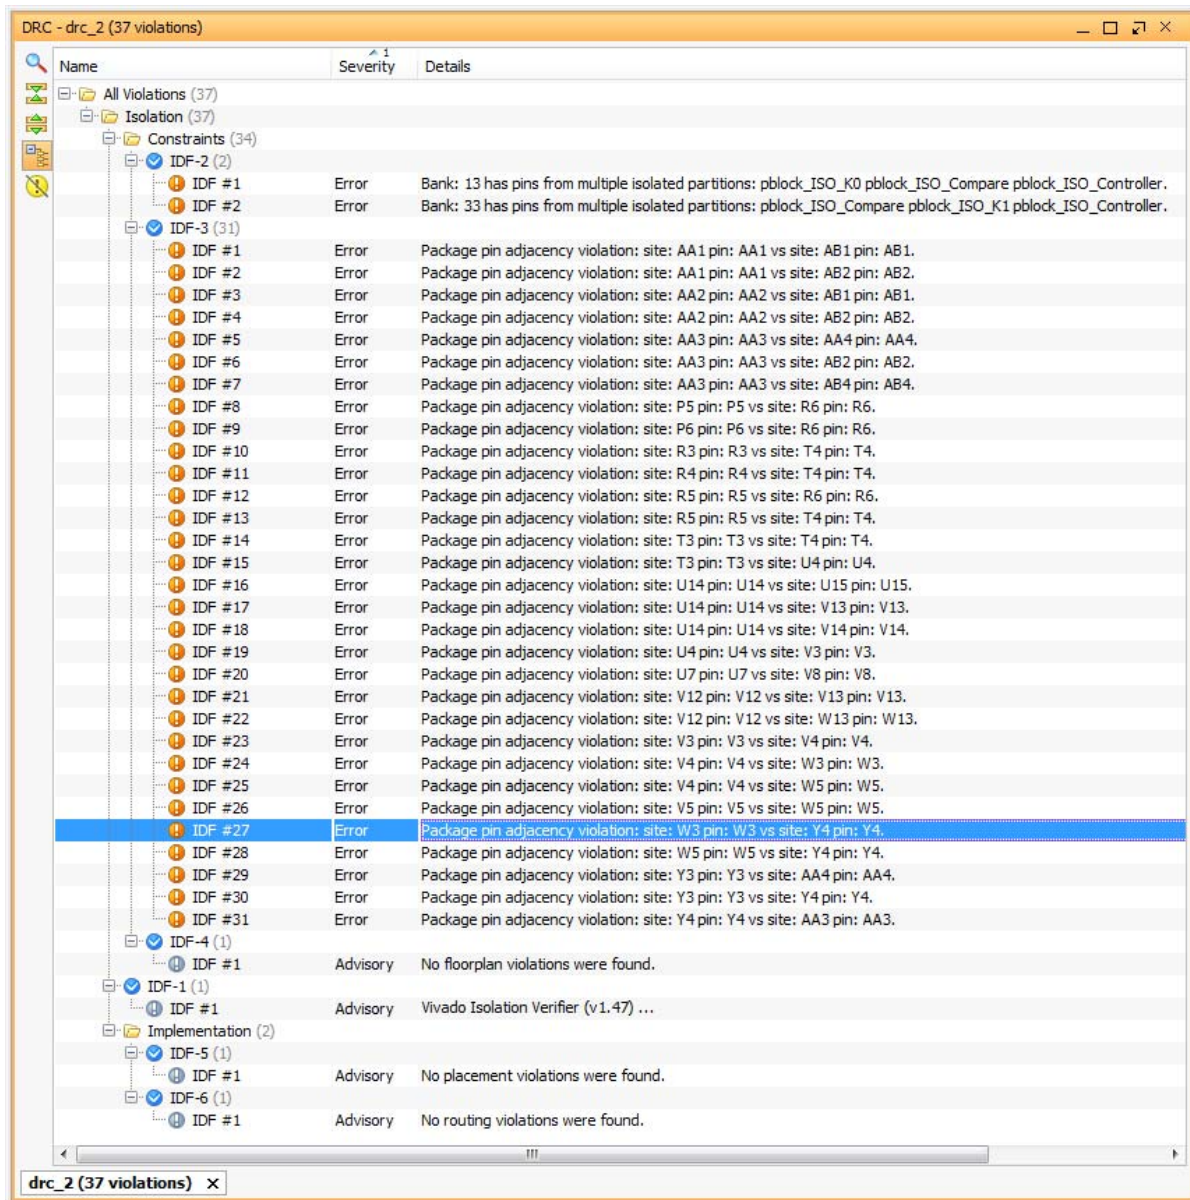 DRC - drc_2 (37 violations)
Name 1 Severity Details
All Violations (37)
Isolation (37)
Constraints (34)
IDF-2 (2)
IDF #1 Error Bank: 13 has pins from multiple isolated partitions: pblock_ISO_K0 pblock_ISO_Compare pblock_ISO_Controller.
IDF #2 Error Bank: 33 has pins from multiple isolated partitions: pblock_ISO_Compare pblock_ISO_K1 pblock_ISO_Controller.
IDF-3 (31)
IDF #1 Error Package pin adjacency violation: site: AA1 pin: AA1 vs site: AB1 pin: AB1.
IDF #2 Error Package pin adjacency violation: site: AA1 pin: AA1 vs site: AB2 pin: AB2.
IDF #3 Error Package pin adjacency violation: site: AA2 pin: AA2 vs site: AB1 pin: AB1.
IDF #4 Error Package pin adjacency violation: site: AA2 pin: AA2 vs site: AB2 pin: AB2.
IDF #5 Error Package pin adjacency violation: site: AA3 pin: AA3 vs site: AA4 pin: AA4.
IDF #6 Error Package pin adjacency violation: site: AA3 pin: AA3 vs site: AB2 pin: AB2.
IDF #7 Error Package pin adjacency violation: site: AA3 pin: AA3 vs site: AB4 pin: AB4.
IDF #8 Error Package pin adjacency violation: site: P5 pin: P5 vs site: R6 pin: R6.
IDF #9 Error Package pin adjacency violation: site: P6 pin: P6 vs site: R6 pin: R6.
IDF #10 Error Package pin adjacency violation: site: R3 pin: R3 vs site: T4 pin: T4.
IDF #11 Error Package pin adjacency violation: site: R4 pin: R4 vs site: T4 pin: T4.
IDF #12 Error Package pin adjacency violation: site: R5 pin: R5 vs site: R6 pin: R6.
IDF #13 Error Package pin adjacency violation: site: R5 pin: R5 vs site: T4 pin: T4.
IDF #14 Error Package pin adjacency violation: site: T3 pin: T3 vs site: T4 pin: T4.
IDF #15 Error Package pin adjacency violation: site: T3 pin: T3 vs site: U4 pin: U4.
IDF #16 Error Package pin adjacency violation: site: U14 pin: U14 vs site: U15 pin: U15.
IDF #17 Error Package pin adjacency violation: site: U14 pin: U14 vs site: V13 pin: V13.
IDF #18 Error Package pin adjacency violation: site: U14 pin: U14 vs site: V14 pin: V14.
IDF #19 Error Package pin adjacency violation: site: U4 pin: U4 vs site: V3 pin: V3.
IDF #20 Error Package pin adjacency violation: site: U7 pin: U7 vs site: V8 pin: V8.
IDF #21 Error Package pin adjacency violation: site: V12 pin: V12 vs site: V13 pin: V13.
IDF #22 Error Package pin adjacency violation: site: V12 pin: V12 vs site: W13 pin: W13.
IDF #23 Error Package pin adjacency violation: site: V3 pin: V3 vs site: V4 pin: V4.
IDF #24 Error Package pin adjacency violation: site: V4 pin: V4 vs site: W3 pin: W3.
IDF #25 Error Package pin adjacency violation: site: V4 pin: V4 vs site: W5 pin: W5.
IDF #26 Error Package pin adjacency violation: site: V5 pin: V5 vs site: W5 pin: W5.
IDF #27 Error Package pin adjacency violation: site: W3 pin: W3 vs site: Y4 pin: Y4.
IDF #28 Error Package pin adjacency violation: site: W5 pin: W5 vs site: Y4 pin: Y4.
IDF #29 Error Package pin adjacency violation: site: Y3 pin: Y3 vs site: AA4 pin: AA4.
IDF #30 Error Package pin adjacency violation: site: Y3 pin: Y3 vs site: Y4 pin: Y4.
IDF #31 Error Package pin adjacency violation: site: Y4 pin: Y4 vs site: AA3 pin: AA3.
IDF-4 (1)
IDF #1 Advisory No floorplan violations were found.
IDF-1 (1)
IDF #1 Advisory Vivado Isolation Verifier (v1.47) ...
Implementation (2)
IDF-5 (1)
IDF #1 Advisory No placement violations were found.
IDF-6 (1)
IDF #1 Advisory No routing violations were found.
drc_2 (37 violations)